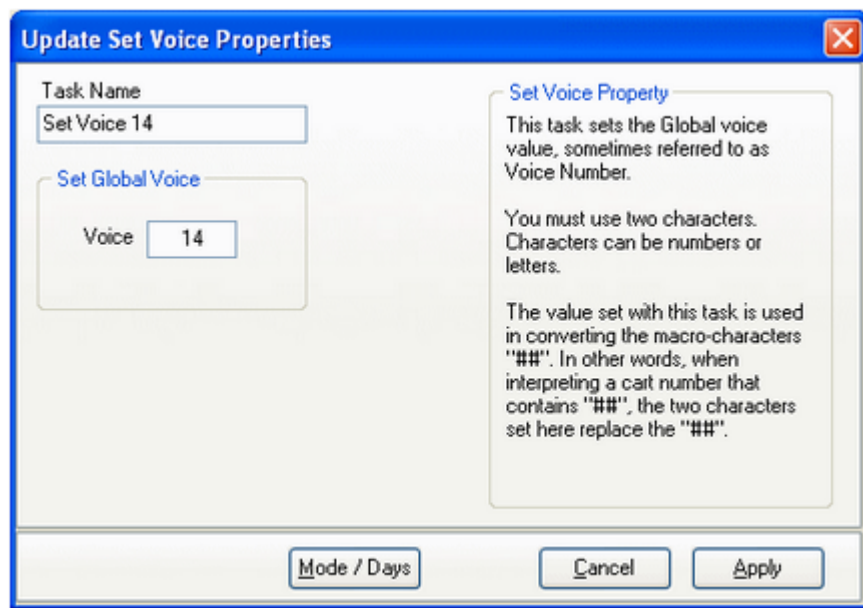 Update Set Voice Properties
Task Name
Set Voice 14
Set Global Voice
Voice 14
Set Voice Property
This task sets the Global voice
value, sometimes referred to as
Voice Number.
You must use two characters.
Characters can be numbers or
letters.
The value set with this task is used
in converting the macro-characters
"##". In other words, when
interpreting a cart number that
contains "##", the two characters
set here replace the "##".
Mode / Days Cancel Apply